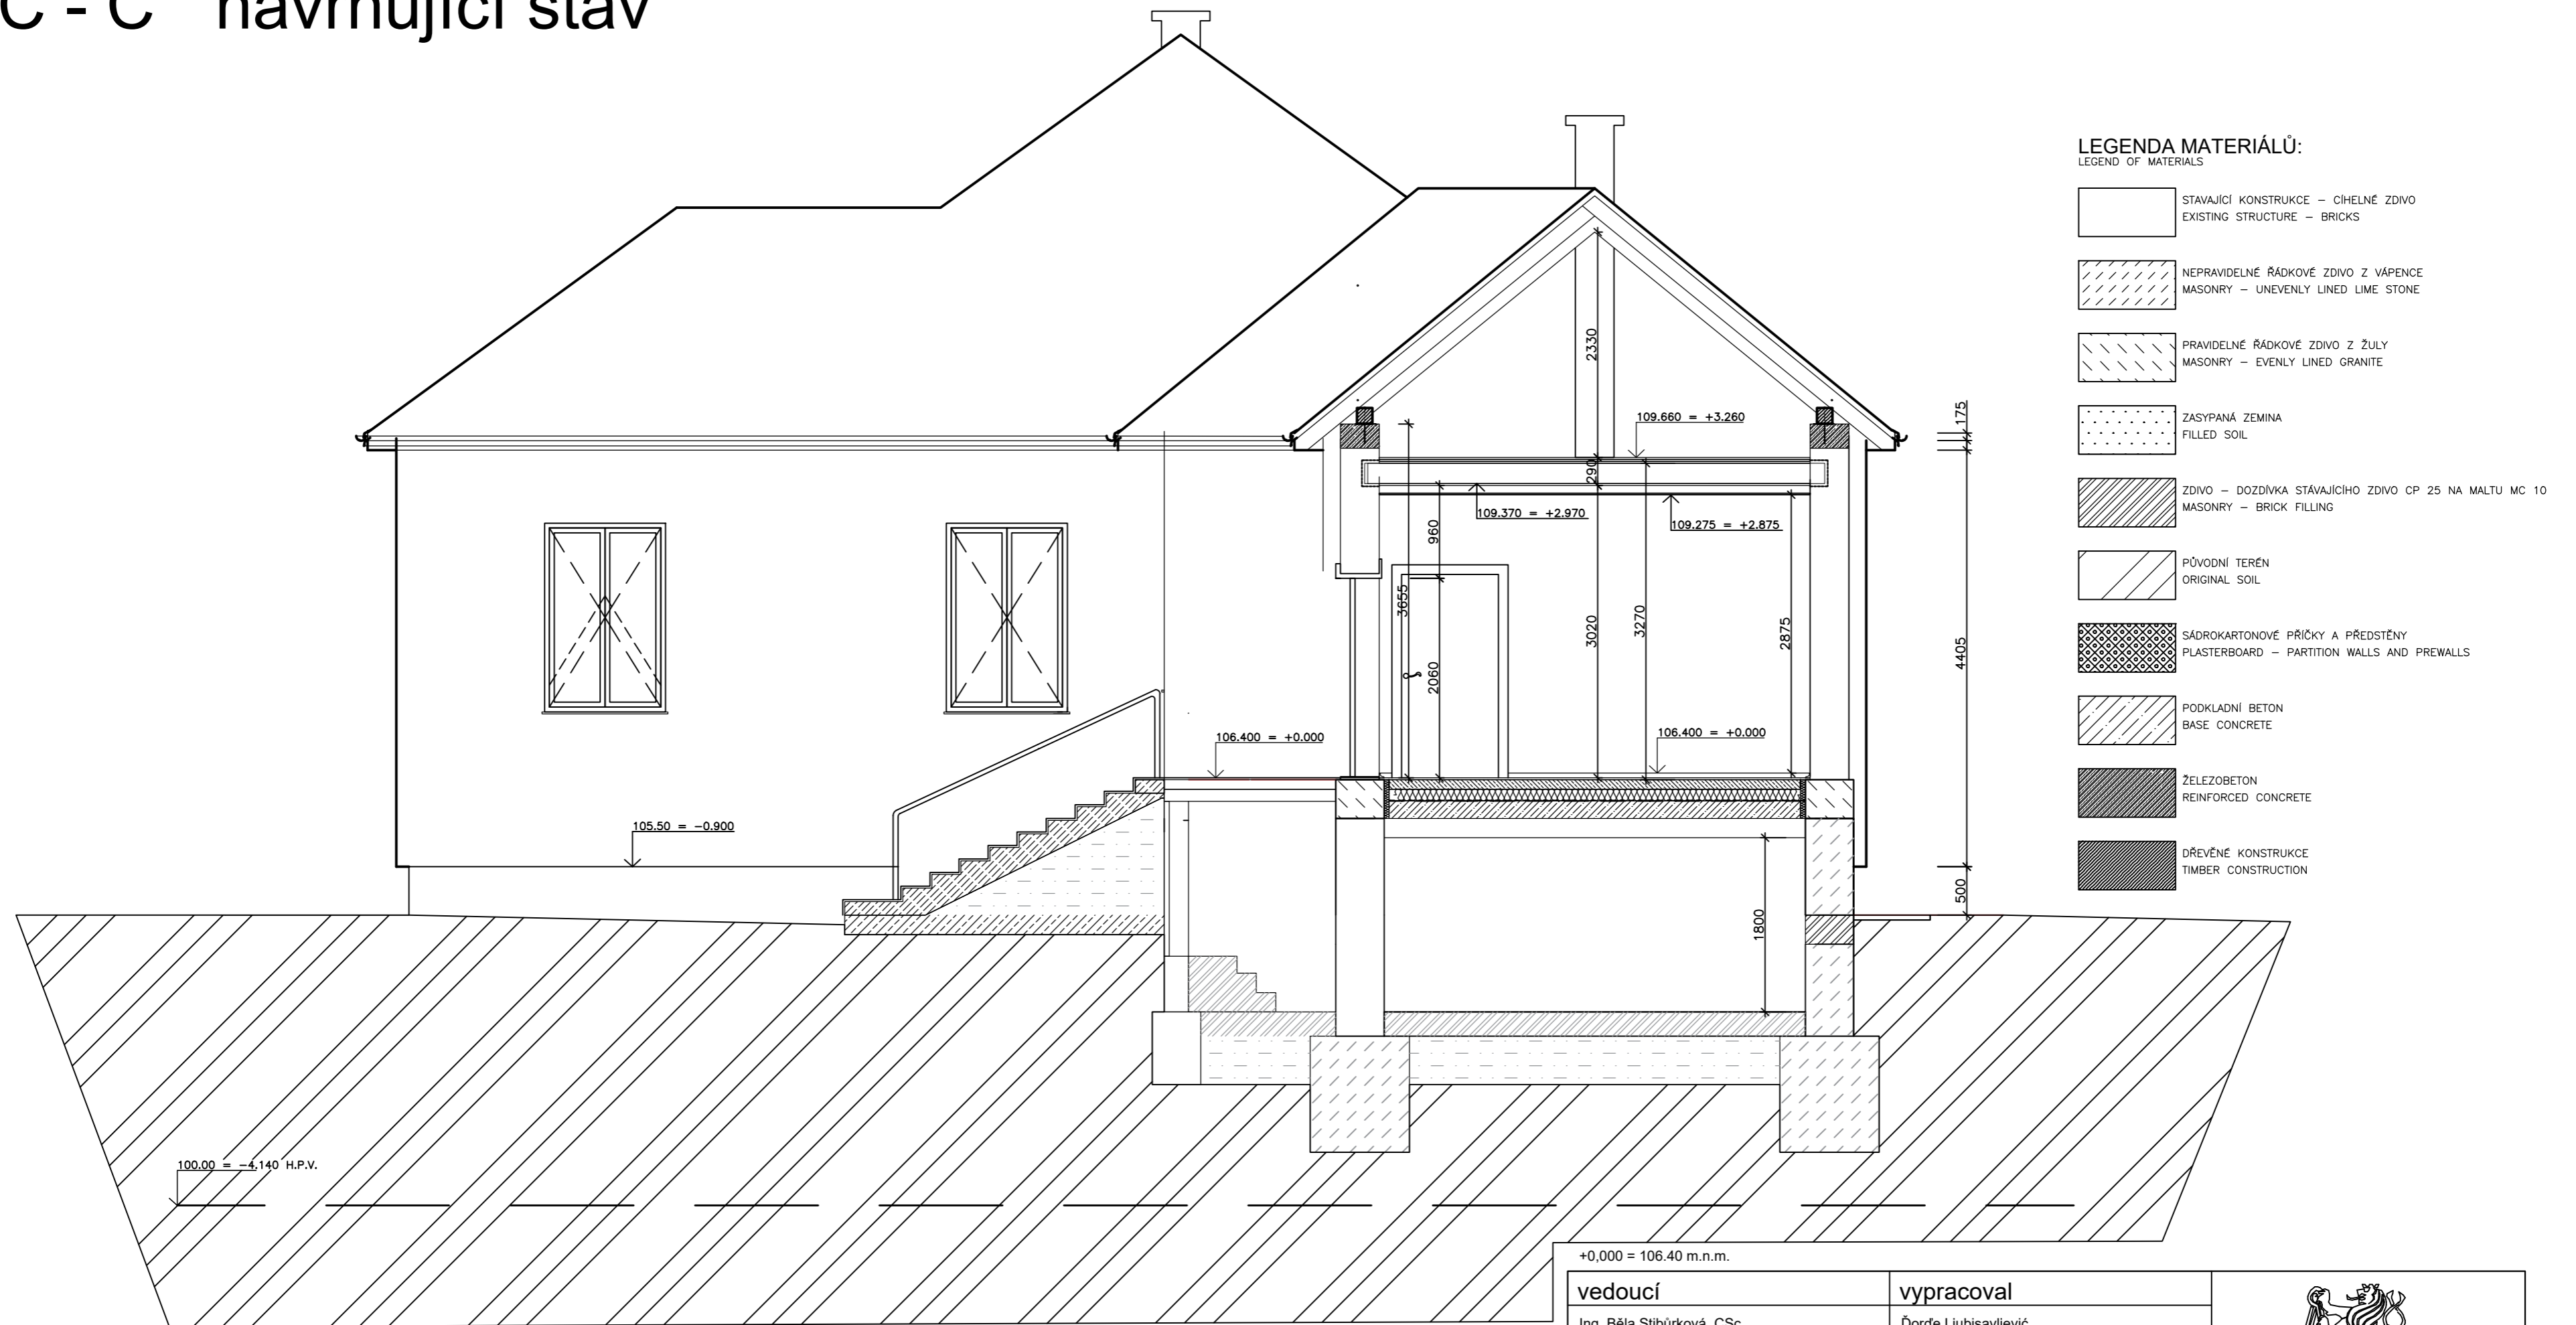 C - C navrhující stav
LEGENDA MATERIÁLŮ:
LEGEND OF MATERIALS
STAVAJÍCÍ KONSTRUKCE – CÍHELNÉ ZDIVO
EXISTING STRUCTURE – BRICKS
NEPRAVIDELNÉ ŘÁDKOVÉ ZDIVO Z VÁPENCE
MASONRY – UNEVENLY LINED LIME STONE
PRAVIDELNÉ ŘÁDKOVÉ ZDIVO Z ŽULY
MASONRY – EVENLY LINED GRANITE
ZASYPANÁ ZEMINA
FILLED SOIL
ZDIVO – DOZDÍVKA STÁVAJÍCÍHO ZDIVO CP 25 NA MALTU MC 10
MASONRY – BRICK FILLING
PŮVODNÍ TERÉN
ORIGINAL SOIL
SÁDROKARTONOVÉ PŘÍČKY A PŘEDSTĚNY
PLASTERBOARD – PARTITION WALLS AND PREWALLS
PODKLADNÍ BETON
BASE CONCRETE
ŽELEZOBETON
REINFORCED CONCRETE
DŘEVĚNÉ KONSTRUKCE
TIMBER CONSTRUCTION
2330
109.660 = +3.260
175
290
109.370 = +2.970
109.275 = +2.875
960
3655
2060
3020
3270
2875
4405
106.400 = +0.000
106.400 = +0.000
105.50 = -0.900
500
1800
100.00 = -4.140 H.P.V.
+0,000 = 106.40 m.n.m.
vedoucí
vypracoval
Ing. Běla Stibůrková, CSc.
Ďorďe Ljubisavljević